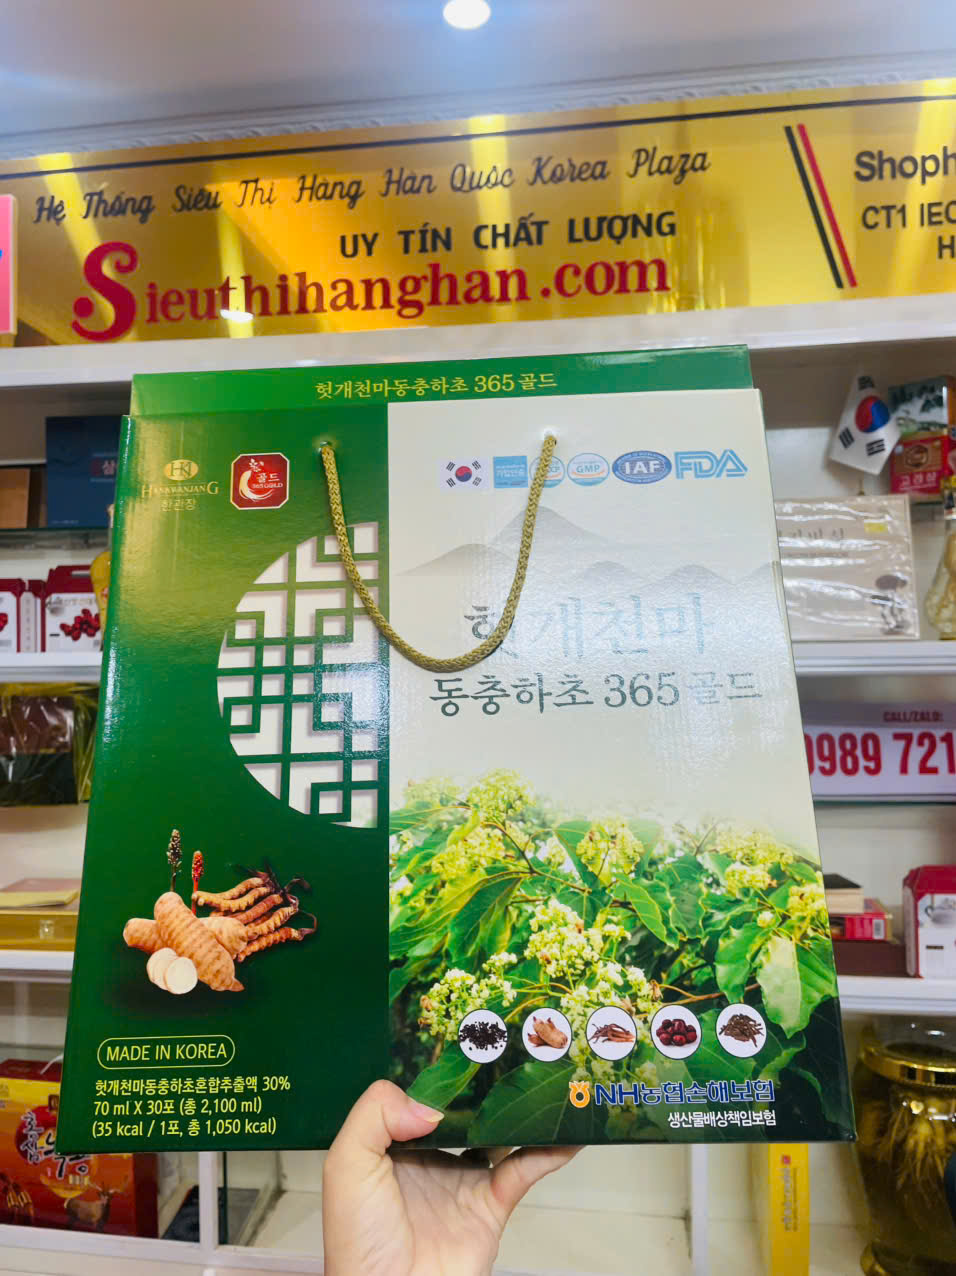 Hệ Thống Siêu Thị Hàng Hàn Quốc Korea Plaza
UY TÍN CHẤT LƯỢNG
Sieuthihanghan.com
CT1
헛개천마동충하초 365 골드
HK
HANKWANJANG
한관장
골드
365 GOLD
GMP
IAF
FDA
헛개천마
동충하초 365 골드
CALL/ZALO:
0989 721
MADE IN KOREA
헛개천마동충하초혼합추출액 30%
70 ml X 30포 (총 2,100 ml)
(35 kcal / 1포, 총 1,050 kcal)
NH농협손해보험
생산물배상책임보험